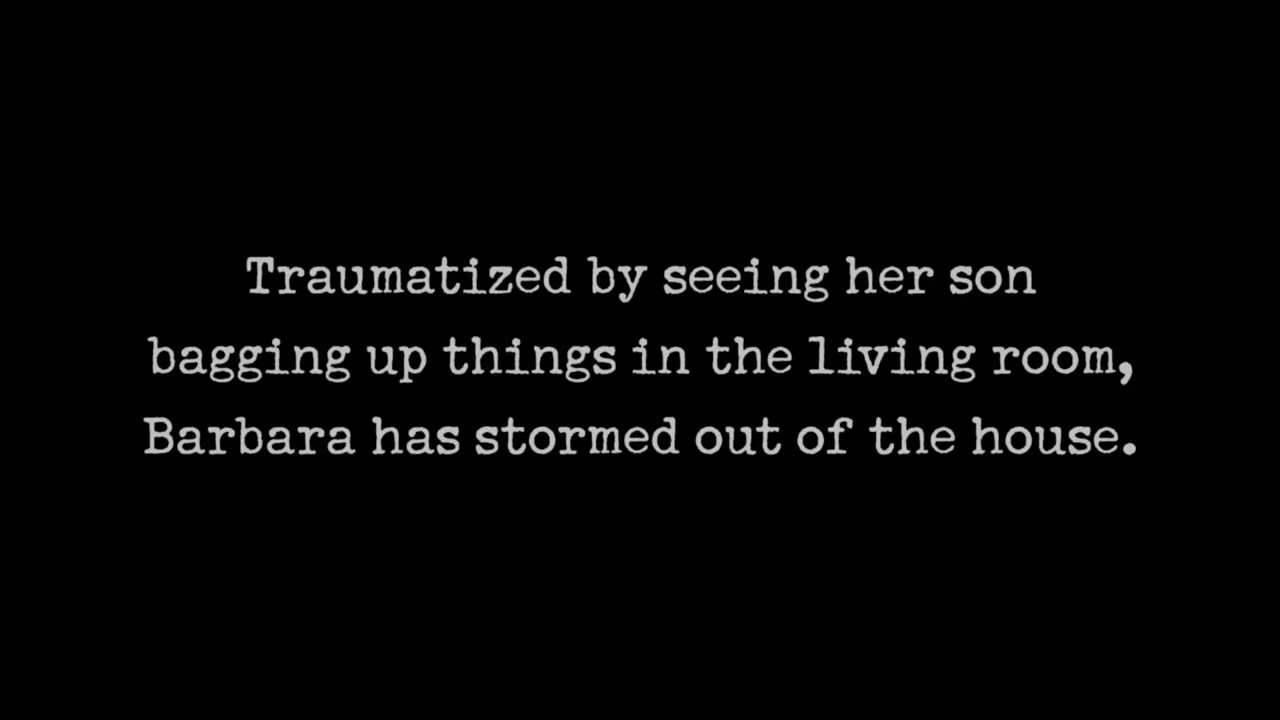 Traumatized by seeing her son
bagging up things in the living room,
Barbara has stormed out of the house.